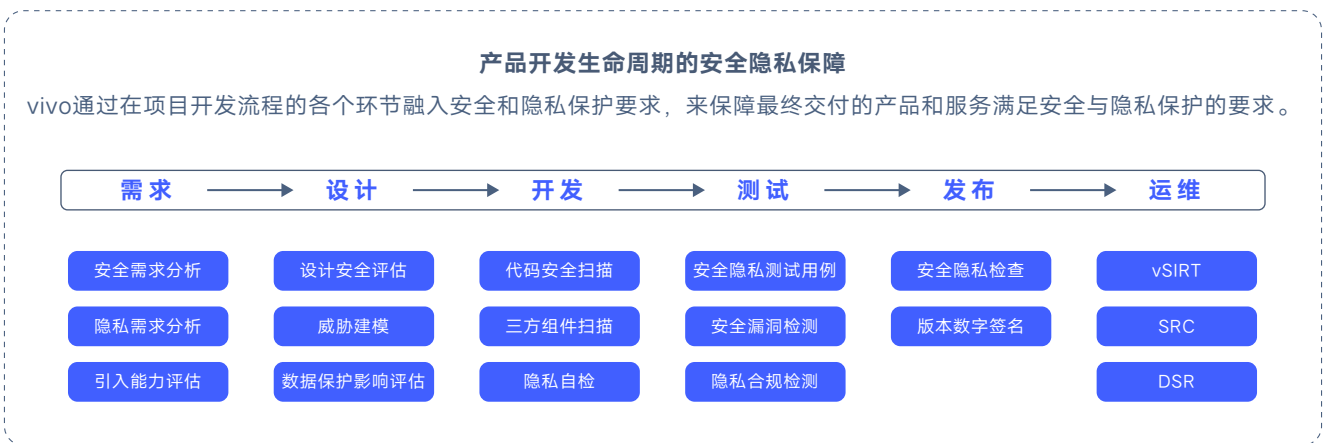 产品开发生命周期的安全隐私保障
vivo通过在项目开发流程的各个环节融入安全和隐私保护要求，来保障最终交付的产品和服务满足安全与隐私保护的要求。
需求 设计 开发 测试 发布 运维
安全需求分析 设计安全评估 代码安全扫描 安全隐私测试用例 安全隐私检查 vSIRT
隐私需求分析 威胁建模 三方组件扫描 安全漏洞检测 版本数字签名 SRC
引入能力评估 数据保护影响评估 隐私自检 隐私合规检测 DSR